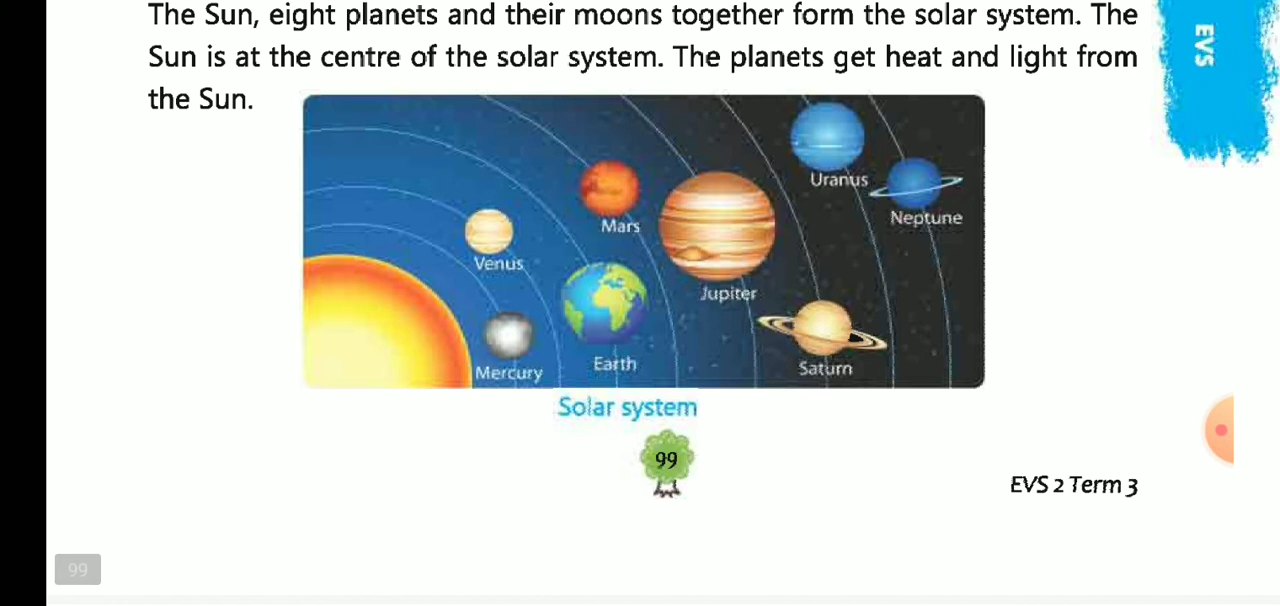 The Sun, eight planets and their moons together form the solar system. The
Sun is at the centre of the solar system. The planets get heat and light from
the Sun.
EVS
Uranus
Neptune
Mars
Venus
Jupiter
Earth
Saturn
Mercury
Solar system
99
EVS 2 Term 3
99